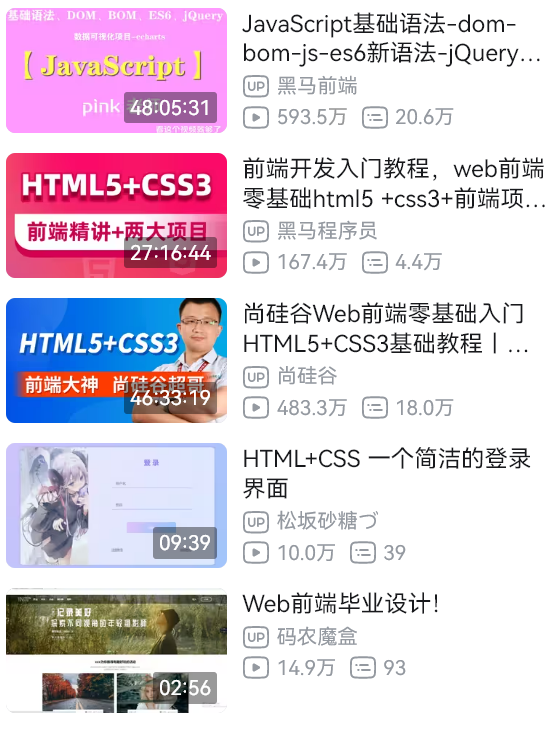 基础语法、DOM、BOM、ES6、jQuery
数据可视化项目-echarts
【JavaScript】
pink
48:05:31
JavaScript基础语法-dom-
bom-js-es6新语法-jQuery...
UP 黑马前端
593.5万 20.6万
HTML5+CSS3
前端精讲+两大项目
27:16:44
前端开发入门教程，web前端
零基础html5 +css3+前端项...
UP 黑马程序员
167.4万 4.4万
HTML5+CSS3
前端大神 尚硅谷超哥
46:33:19
尚硅谷Web前端零基础入门
HTML5+CSS3基础教程丨...
UP 尚硅谷
483.3万 18.0万
登录
09:39
HTML+CSS 一个简洁的登录
界面
UP 松坂砂糖づ
10.0万 39
记录美好
02:56
Web前端毕业设计！
UP 码农魔盒
14.9万 93